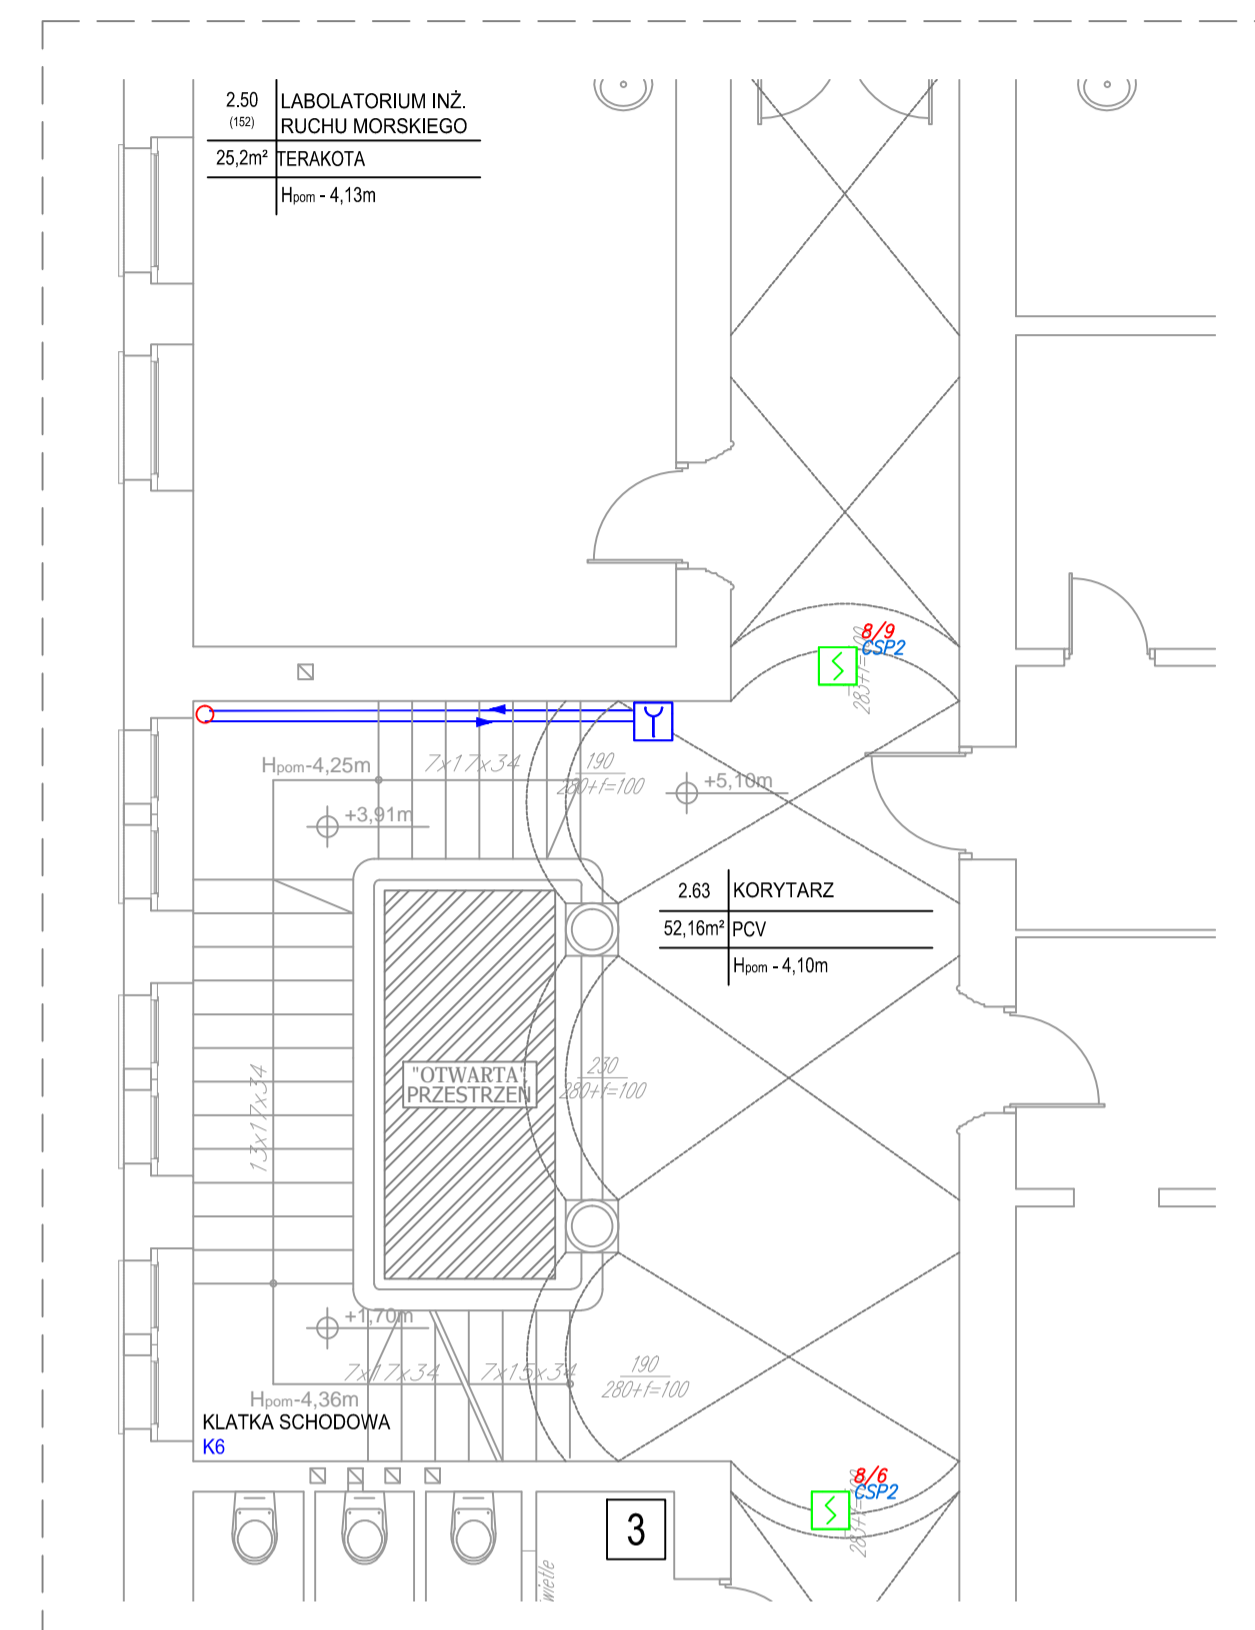 2.50 LABOLATORIUM INŻ.
(152) RUCHU MORSKIEGO
25,2m² TERAKOTA
Hpom - 4,13m
8/9
CSP2
283+f=100
Hpom-4,25m
7x17x34
190
280+f=100
+5,10m
+3,91m
2.63 KORYTARZ
52,16m² PCV
Hpom - 4,10m
"OTWARTA"
PRZESTRZEŃ
230
280+f=100
13x17x34
+1,70m
7x17x34
7x15x34
190
280+f=100
Hpom-4,36m
KLATKA SCHODOWA
K6
8/6
CSP2
3